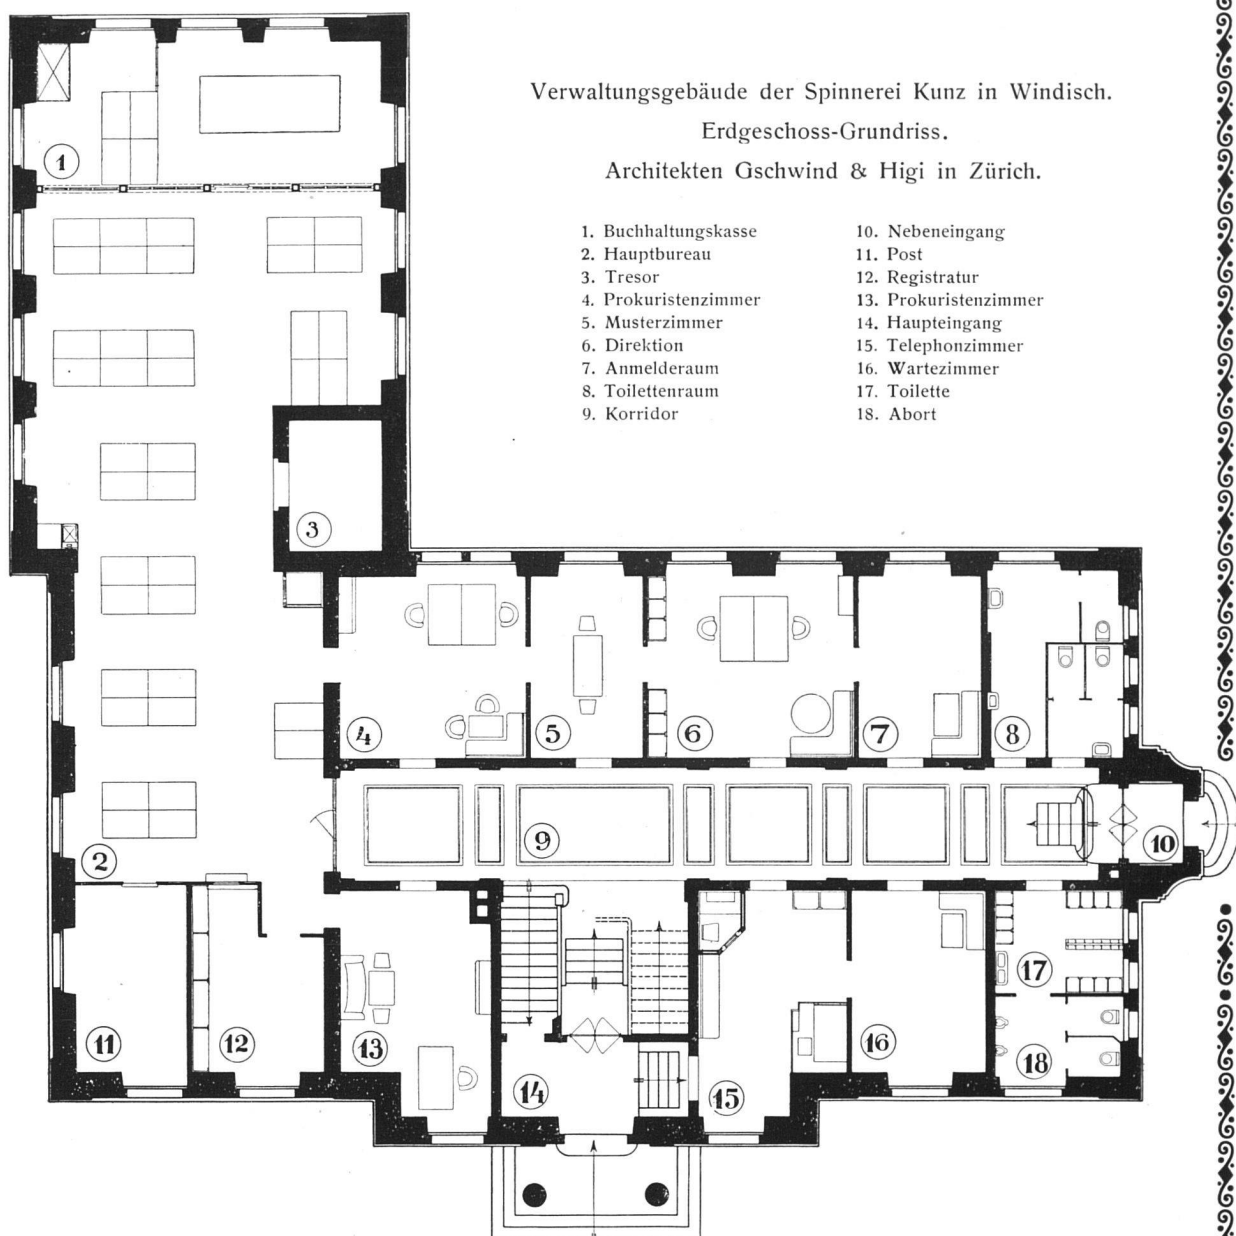 Verwaltungsgebäude der Spinnerei Kunz in Windisch.
Erdgeschoss-Grundriss.
Architekten Gschwind & Higi in Zürich.
1. Buchhaltungskasse
2. Hauptbureau
3. Tresor
4. Prokuristenzimmer
5. Musterzimmer
6. Direktion
7. Anmelderaum
8. Toilettenraum
9. Korridor
10. Nebeneingang
11. Post
12. Registratur
13. Prokuristenzimmer
14. Haupteingang
15. Telephonzimmer
16. Wartezimmer
17. Toilette
18. Abort
1
3
4
5
6
7
8
2
9
10
11
12
13
14
15
16
17
18